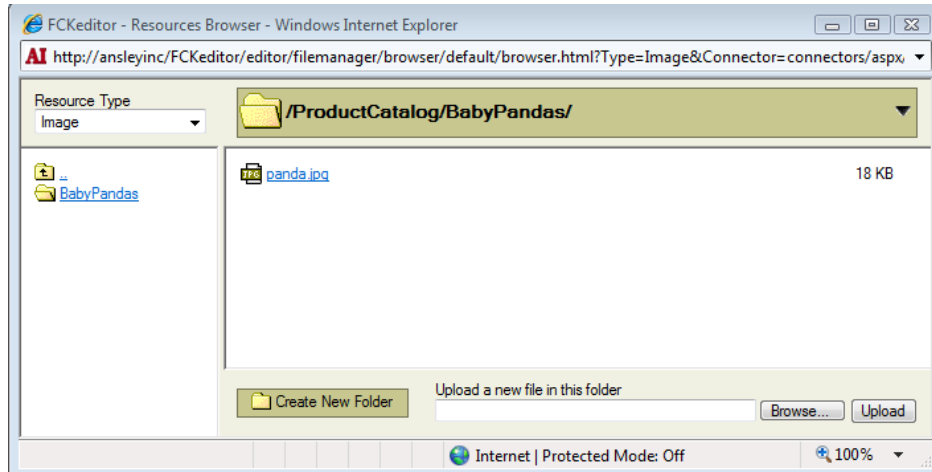 FCKeditor - Resources Browser - Windows Internet Explorer
AI http://ansleyinc/FCKeditor/editor/filemanager/browser/default/browser.html?Type=Image&Connector=connectors/aspx/
Resource Type
Image
/ProductCatalog/BabyPandas/
..
BabyPandas
JPG panda.jpg 18 KB
Create New Folder
Upload a new file in this folder
Browse... Upload
Internet | Protected Mode: Off 100%